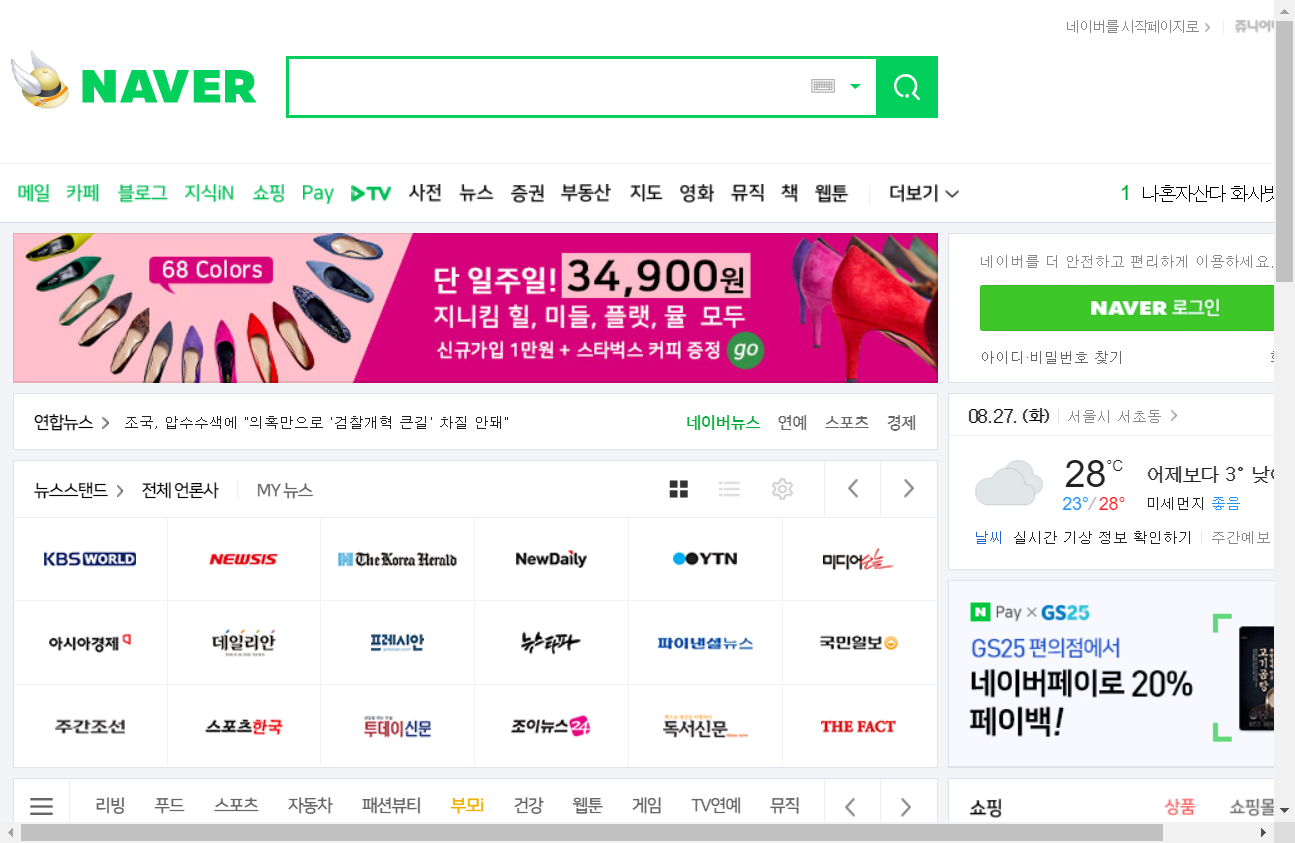 네이버를 시작페이지로
쥬니어
NAVER
메일 카페 블로그 지식iN 쇼핑 Pay TV 사전 뉴스 증권 부동산 지도 영화 뮤직 책 웹툰 더보기
1 나혼자산다 화사
68 Colors
단 일주일! 34,900원
지니킴 힐, 미들, 플랫, 뮬 모두
신규가입 1만원 + 스타벅스 커피 증정 go
네이버를 더 안전하고 편리하게 이용하세요.
NAVER 로그인
아이디·비밀번호 찾기
연합뉴스 조국, 압수수색에 "의혹만으로 '검찰개혁 큰길' 차질 안돼"
네이버뉴스 연예 스포츠 경제
08.27. (화) 서울시 서초동
28°C 어제보다 3° 낮
23°/ 28° 미세먼지 좋음
날씨 실시간 기상 정보 확인하기 주간예보
뉴스스탠드 전체 언론사 MY 뉴스
KBS WORLD NEWSIS The Korea Herald NewDaily YTN 미디어오늘
아시아경제 데일리안 프레시안 뉴스타파 파이낸셜뉴스 국민일보
주간조선 스포츠한국 투데이신문 조이뉴스24 독서신문 THE FACT
N Pay × GS25
GS25 편의점에서
네이버페이로 20%
페이백!
고기곰탕
리빙 푸드 스포츠 자동차 패션뷰티 부모i 건강 웹툰 게임 TV연예 뮤직
쇼핑 상품 쇼핑몰